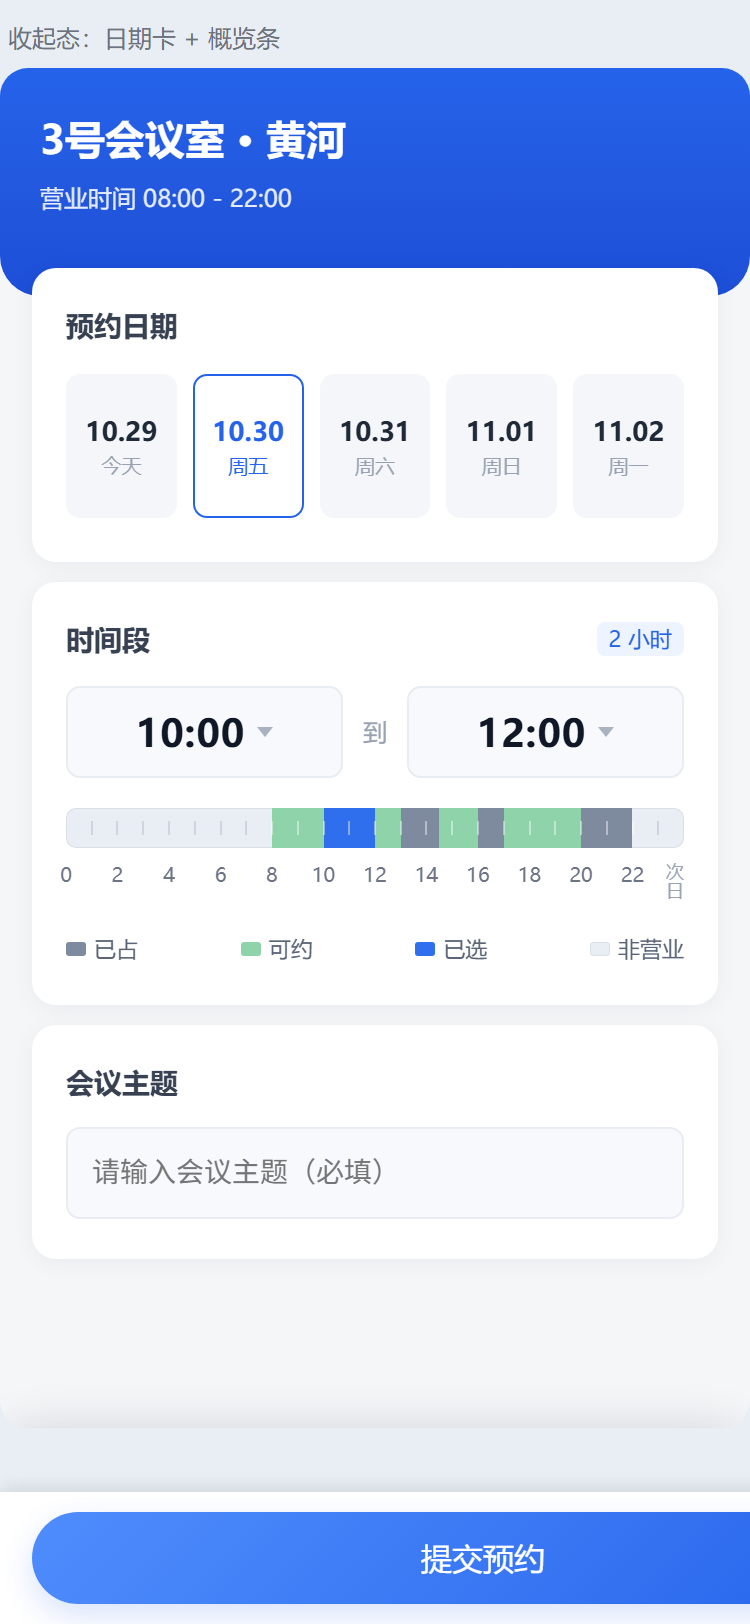 收起态：日期卡 + 概览条
3号会议室 • 黄河
营业时间 08:00 - 22:00
预约日期
10.29 10.30 10.31 11.01 11.02
今天 周五 周六 周日 周一
时间段 2 小时
10:00 到 12:00
0 2 4 6 8 10 12 14 16 18 20 22 次日
已占 可约 已选 非营业
会议主题
请输入会议主题（必填）
提交预约